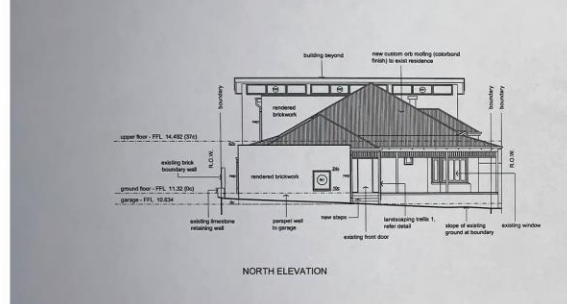 building beyond
new custom orb roofing (colorbond
finish) to exist residence
boundary
rendered
brickwork
boundary
boundary
upper floor - FFL 14.492 (37c)
existing brick
boundary wall
R.O.W.
rendered brickwork
R.O.W.
ground floor - FFL 11.32 (0c)
garage - FFL 10.634
existing limestone
retaining wall
parapet wall
to garage
new steps
existing front door
landscaping trellis 1,
refer detail
slope of existing
ground at boundary
existing window
NORTH ELEVATION